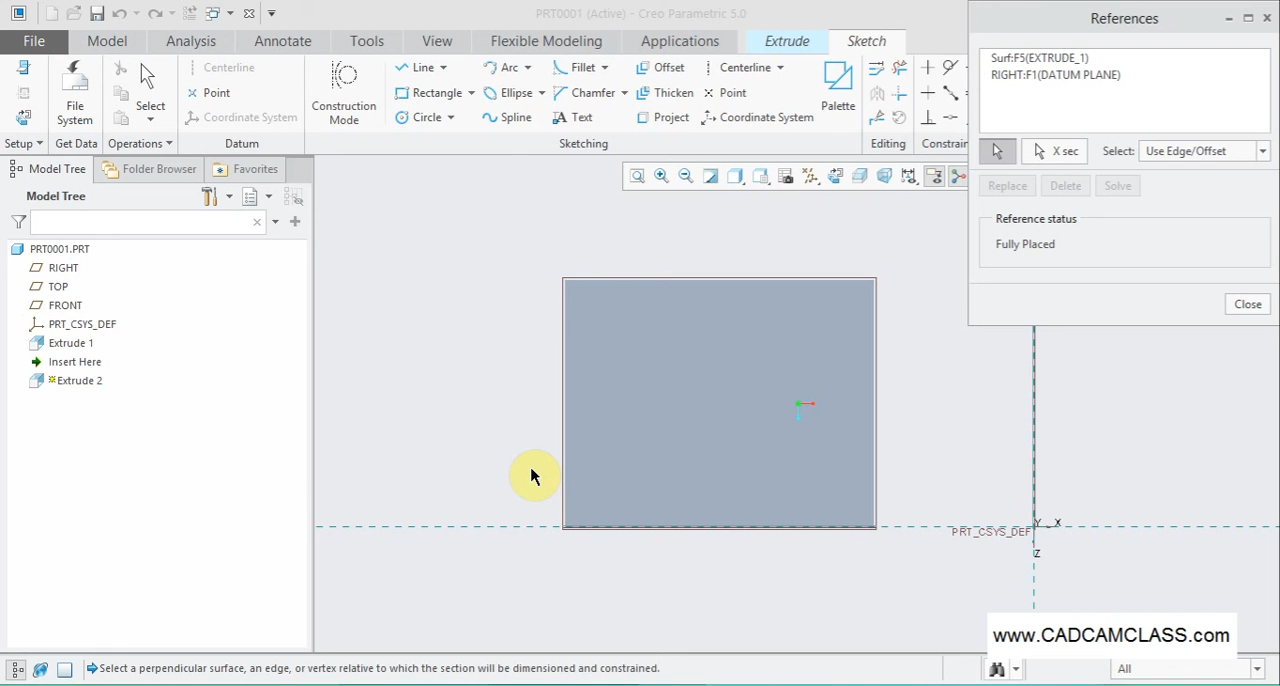 PRT0001 (Active) - Creo Parametric 5.0
References
File
Model
Analysis
Annotate
Tools
View
Flexible Modeling
Applications
Extrude
Sketch
Surf:F5(EXTRUDE_1)
RIGHT:F1(DATUM PLANE)
File System
Select
Centerline
Point
Coordinate System
Construction Mode
Line
Arc
Fillet
Offset
Centerline
Rectangle
Ellipse
Chamfer
Thicken
Point
Circle
Spline
Text
Project
Coordinate System
Palette
Setup
Get Data
Operations
Datum
Sketching
Editing
Constrain
X sec
Select:
Use Edge/Offset
Replace
Delete
Solve
Reference status
Fully Placed
Close
Model Tree
Folder Browser
Favorites
Model Tree
PRT0001.PRT
RIGHT
TOP
FRONT
PRT_CSYS_DEF
Extrude 1
Insert Here
Extrude 2
PRT_CSYS_DEF
Y
X
Z
www.CADCAMCLASS.com
Select a perpendicular surface, an edge, or vertex relative to which the section will be dimensioned and constrained.
All